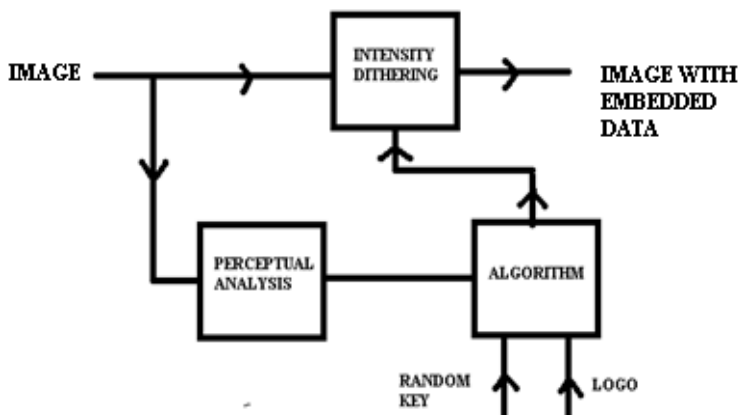 INTENSITY
DITHERING
IMAGE
IMAGE WITH
EMBEDDED
DATA
PERCEPTUAL
ANALYSIS
ALGORITHM
RANDOM
KEY
LOGO